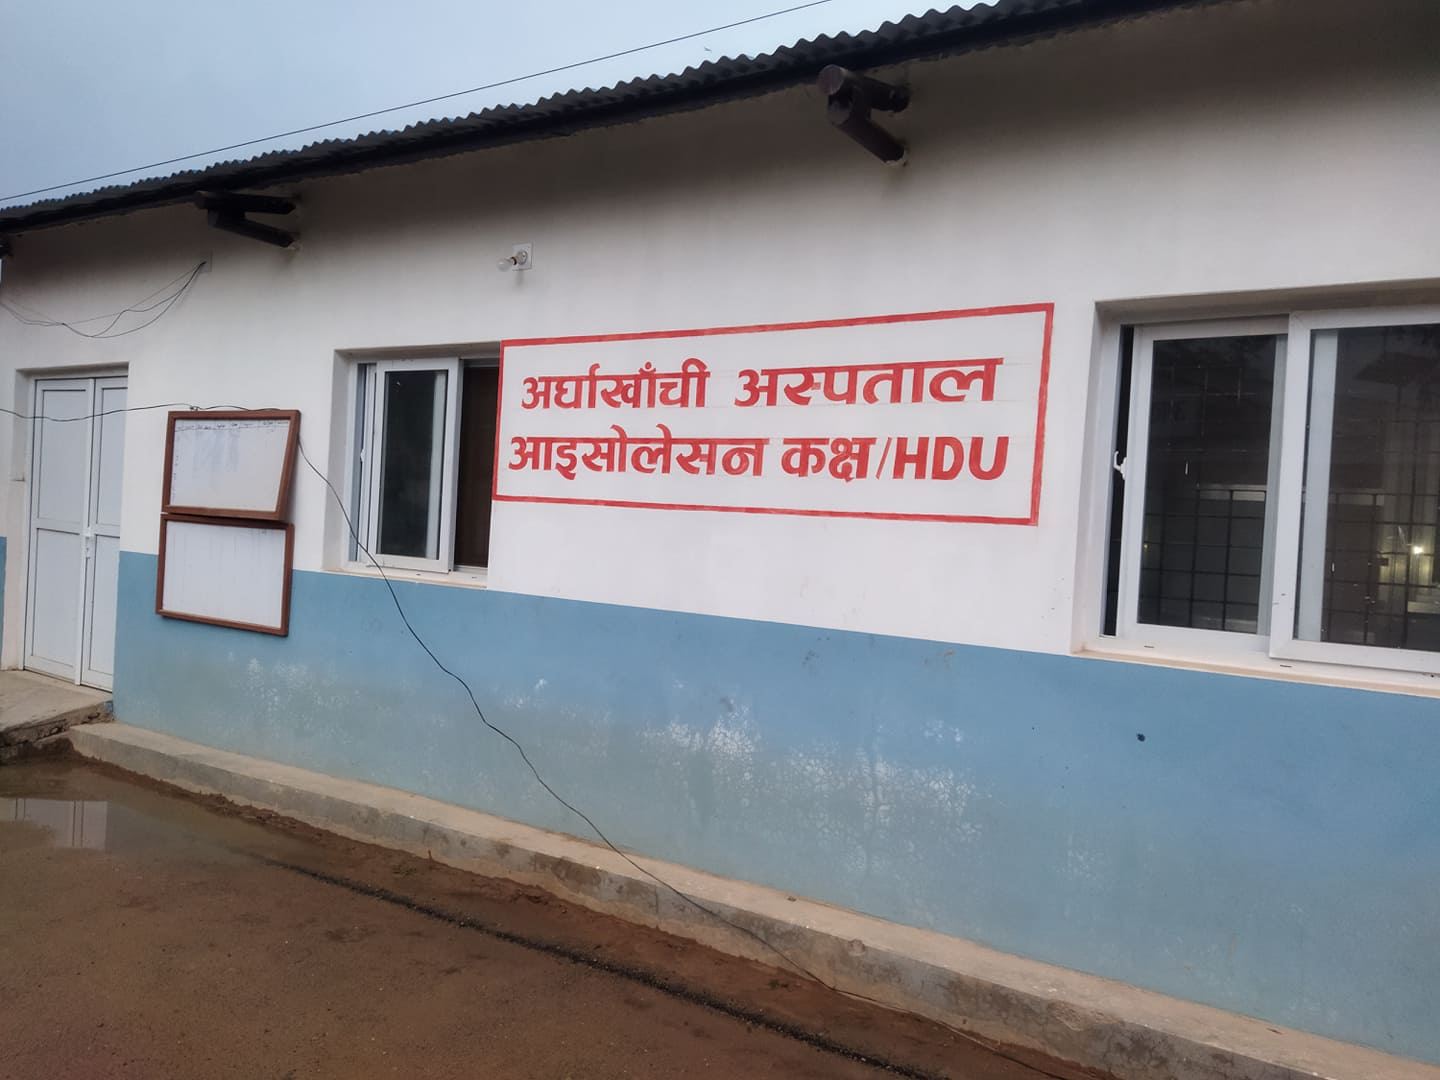 अर्घाखाँची अस्पताल
आइसोलेसन कक्ष/HDU